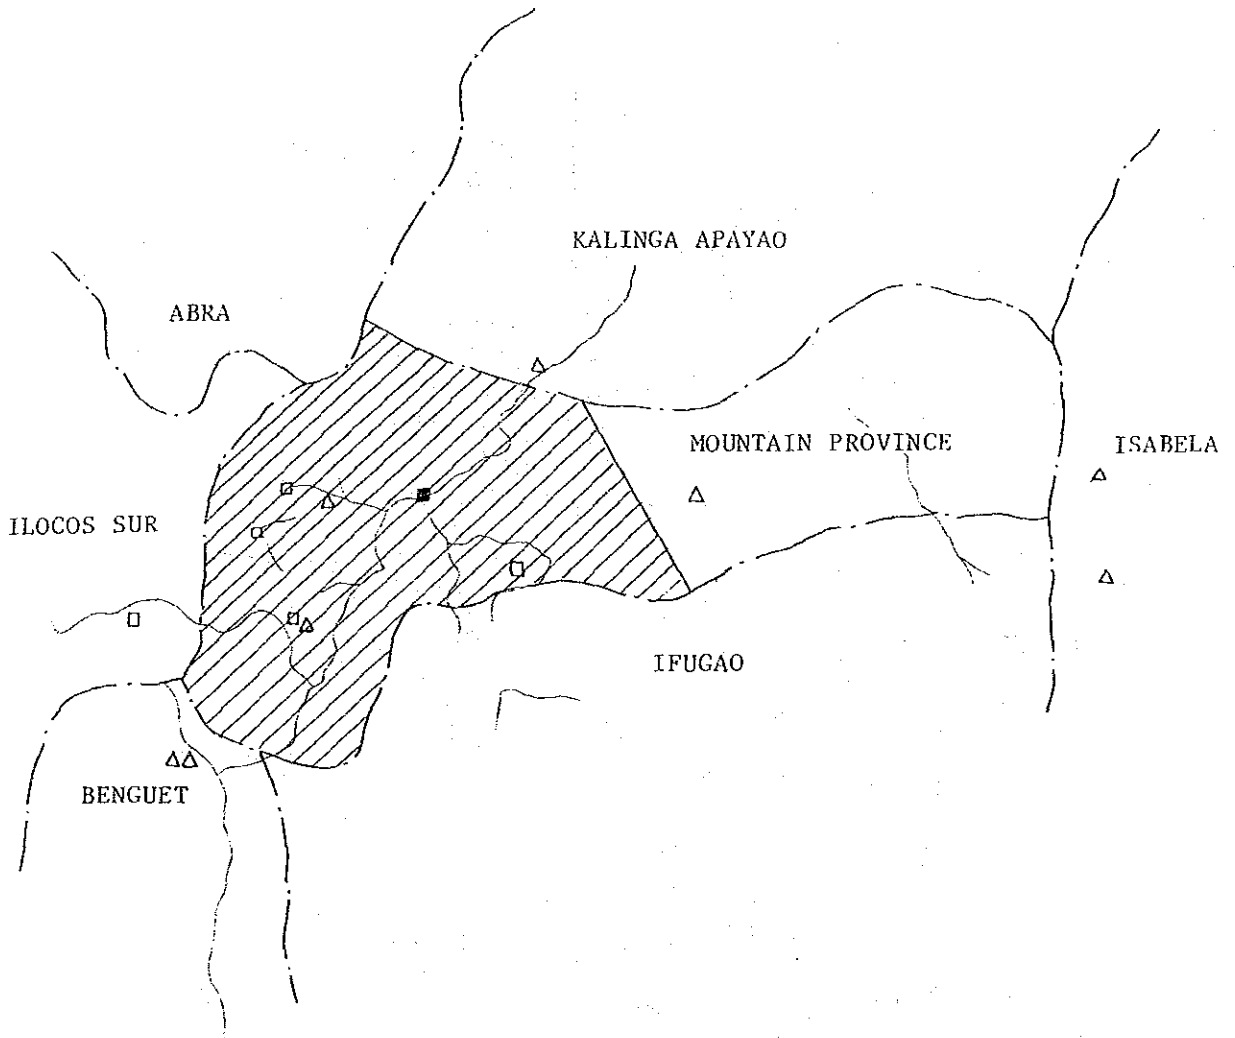 KALINGA APAYAO
ABRA
MOUNTAIN PROVINCE
ISABELA
ILOCOS SUR
IFUGAO
BENGUET